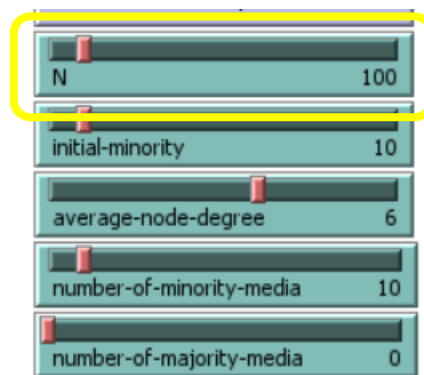 N 100
initial-minority 10
average-node-degree 6
number-of-minority-media 10
number-of-majority-media 0